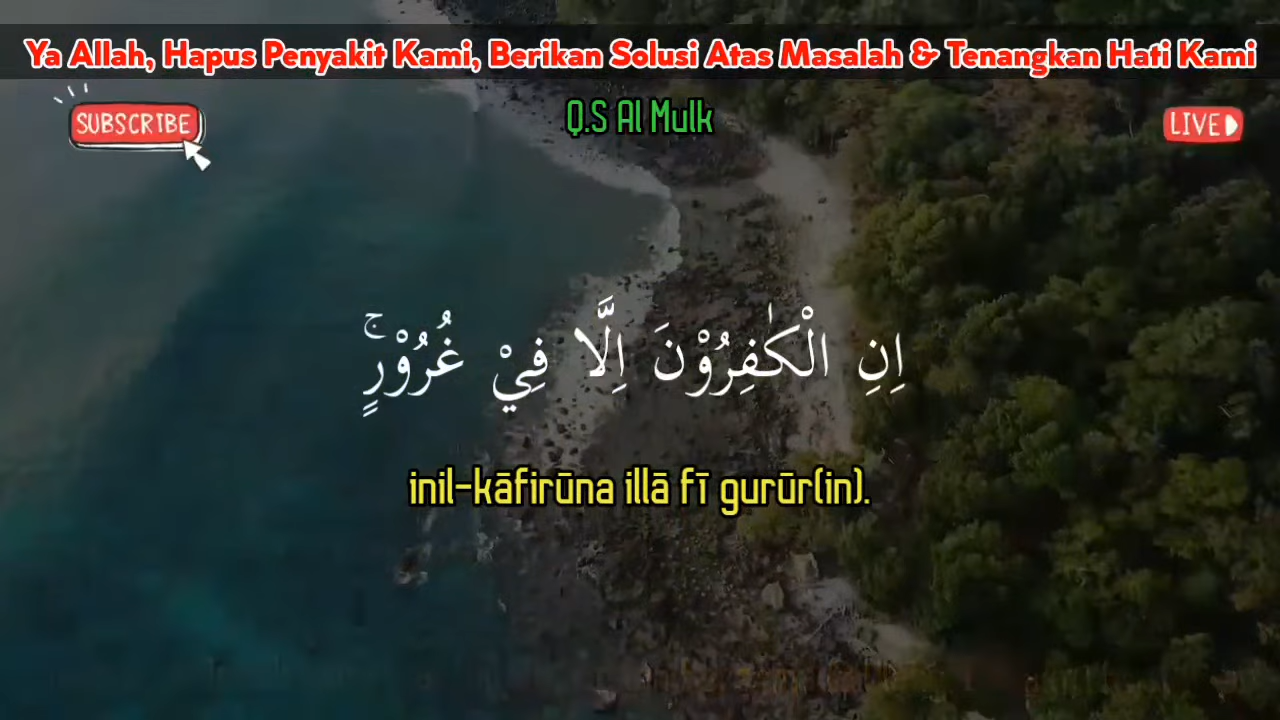 Ya Allah, Hapus Penyakit Kami, Berikan Solusi Atas Masalah & Tenangkan Hati Kami
SUBSCRIBE
Q.S Al Mulk
LIVE
اِنِ الْكٰفِرُوْنَ اِلَّا فِيْ غُرُوْرٍۚ
inil-kāfirūna illā fī gurūr(in).